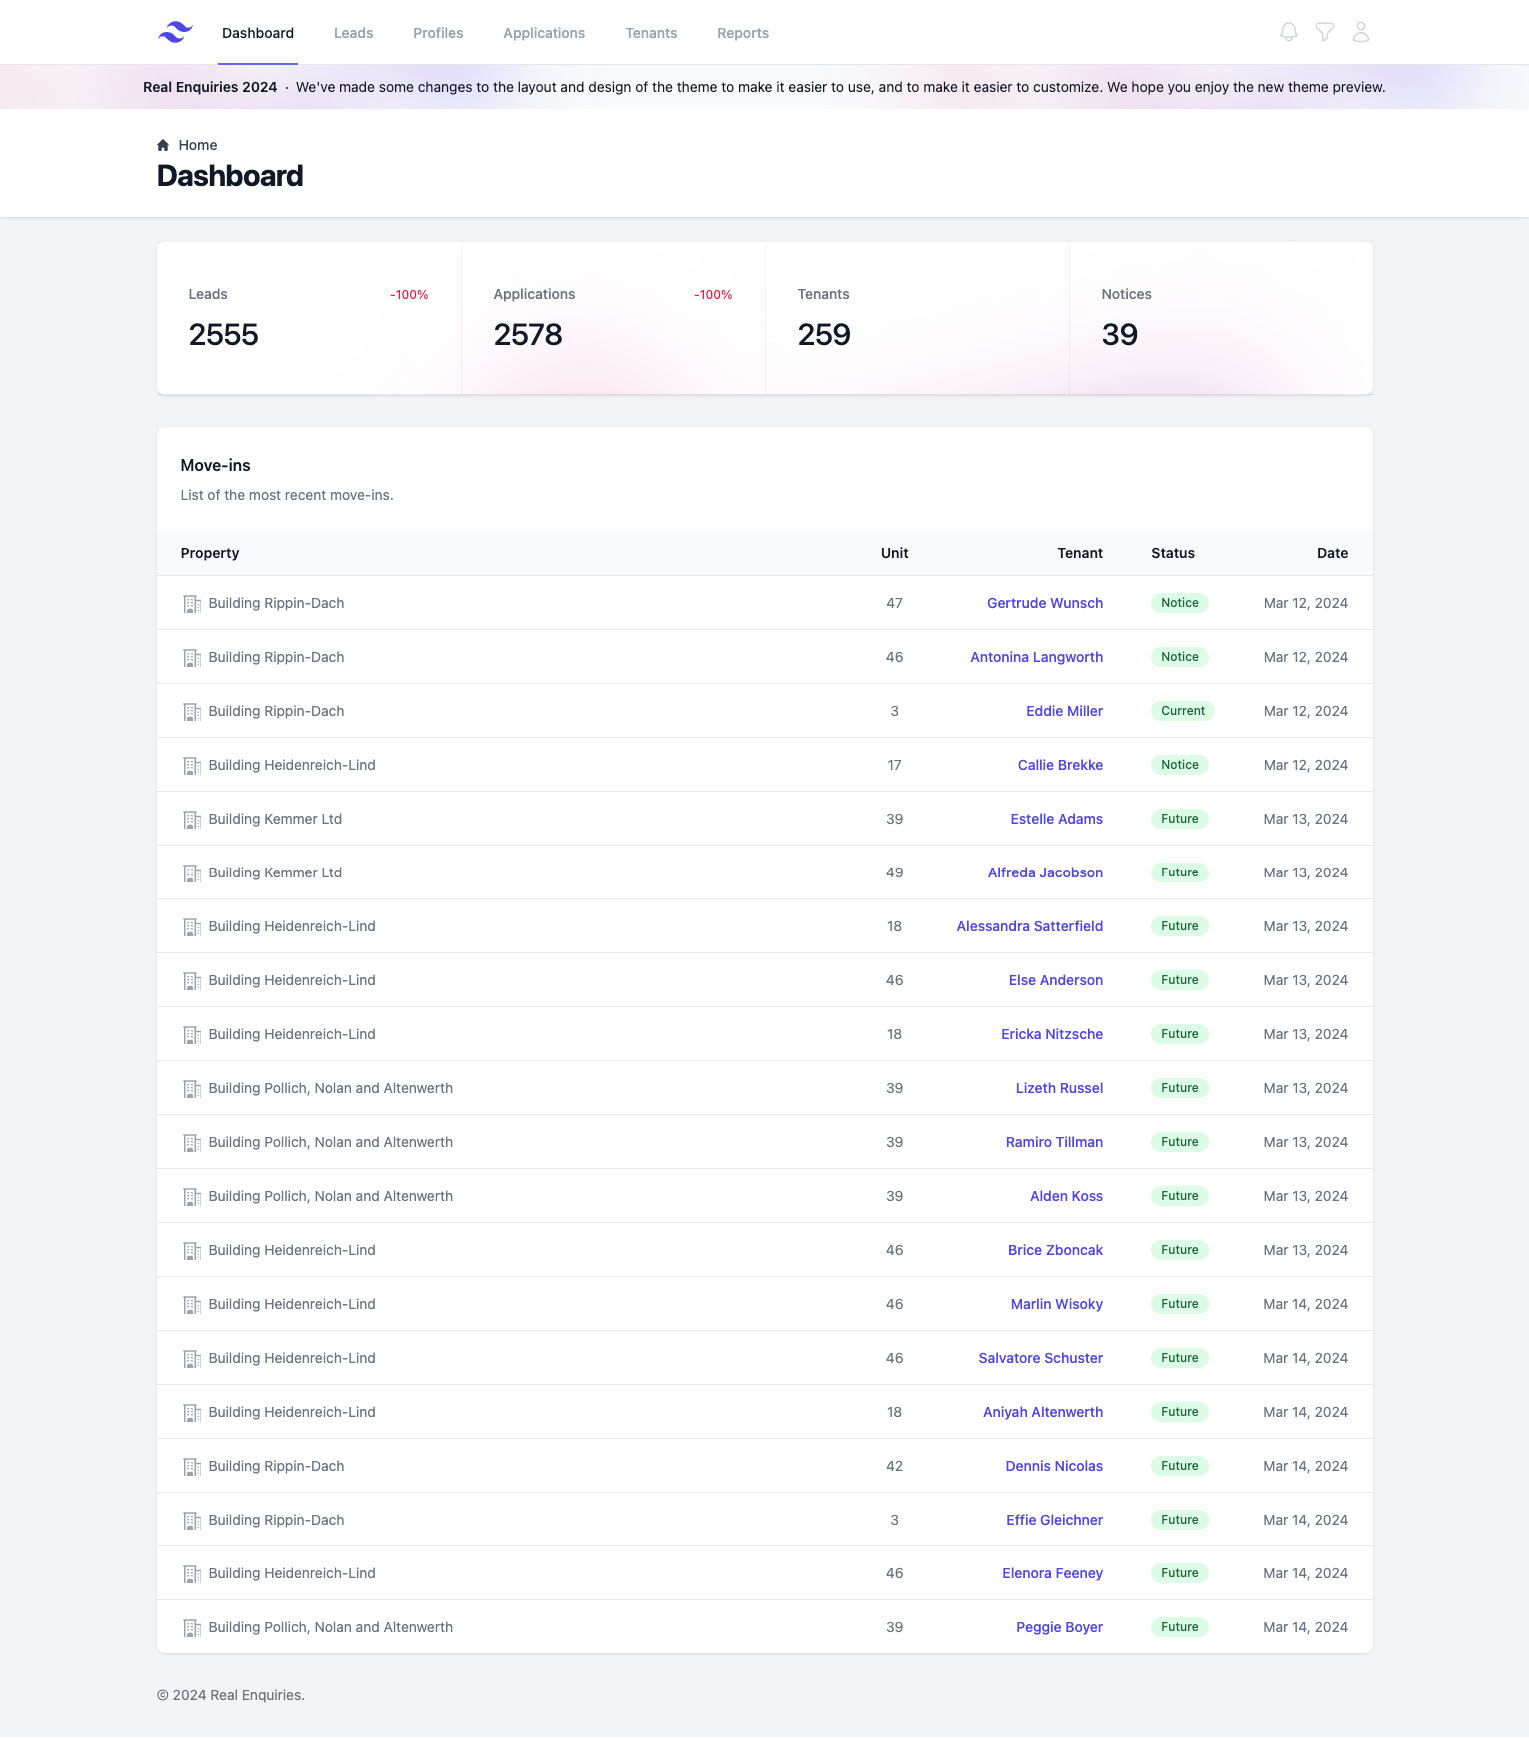 Dashboard Leads Profiles Applications Tenants Reports
Real Enquiries 2024 · We've made some changes to the layout and design of the theme to make it easier to use, and to make it easier to customize. We hope you enjoy the new theme preview.
Home
Dashboard
Leads -100% Applications -100% Tenants Notices
2555 2578 259 39
Move-ins
List of the most recent move-ins.
Property Unit Tenant Status Date
Building Rippin-Dach 47 Gertrude Wunsch Notice Mar 12, 2024
Building Rippin-Dach 46 Antonina Langworth Notice Mar 12, 2024
Building Rippin-Dach 3 Eddie Miller Current Mar 12, 2024
Building Heidenreich-Lind 17 Callie Brekke Notice Mar 12, 2024
Building Kemmer Ltd 39 Estelle Adams Future Mar 13, 2024
Building Kemmer Ltd 49 Alfreda Jacobson Future Mar 13, 2024
Building Heidenreich-Lind 18 Alessandra Satterfield Future Mar 13, 2024
Building Heidenreich-Lind 46 Else Anderson Future Mar 13, 2024
Building Heidenreich-Lind 18 Ericka Nitzsche Future Mar 13, 2024
Building Pollich, Nolan and Altenwerth 39 Lizeth Russel Future Mar 13, 2024
Building Pollich, Nolan and Altenwerth 39 Ramiro Tillman Future Mar 13, 2024
Building Pollich, Nolan and Altenwerth 39 Alden Koss Future Mar 13, 2024
Building Heidenreich-Lind 46 Brice Zboncak Future Mar 13, 2024
Building Heidenreich-Lind 46 Marlin Wisoky Future Mar 14, 2024
Building Heidenreich-Lind 46 Salvatore Schuster Future Mar 14, 2024
Building Heidenreich-Lind 18 Aniyah Altenwerth Future Mar 14, 2024
Building Rippin-Dach 42 Dennis Nicolas Future Mar 14, 2024
Building Rippin-Dach 3 Effie Gleichner Future Mar 14, 2024
Building Heidenreich-Lind 46 Elenora Feeney Future Mar 14, 2024
Building Pollich, Nolan and Altenwerth 39 Peggie Boyer Future Mar 14, 2024
© 2024 Real Enquiries.